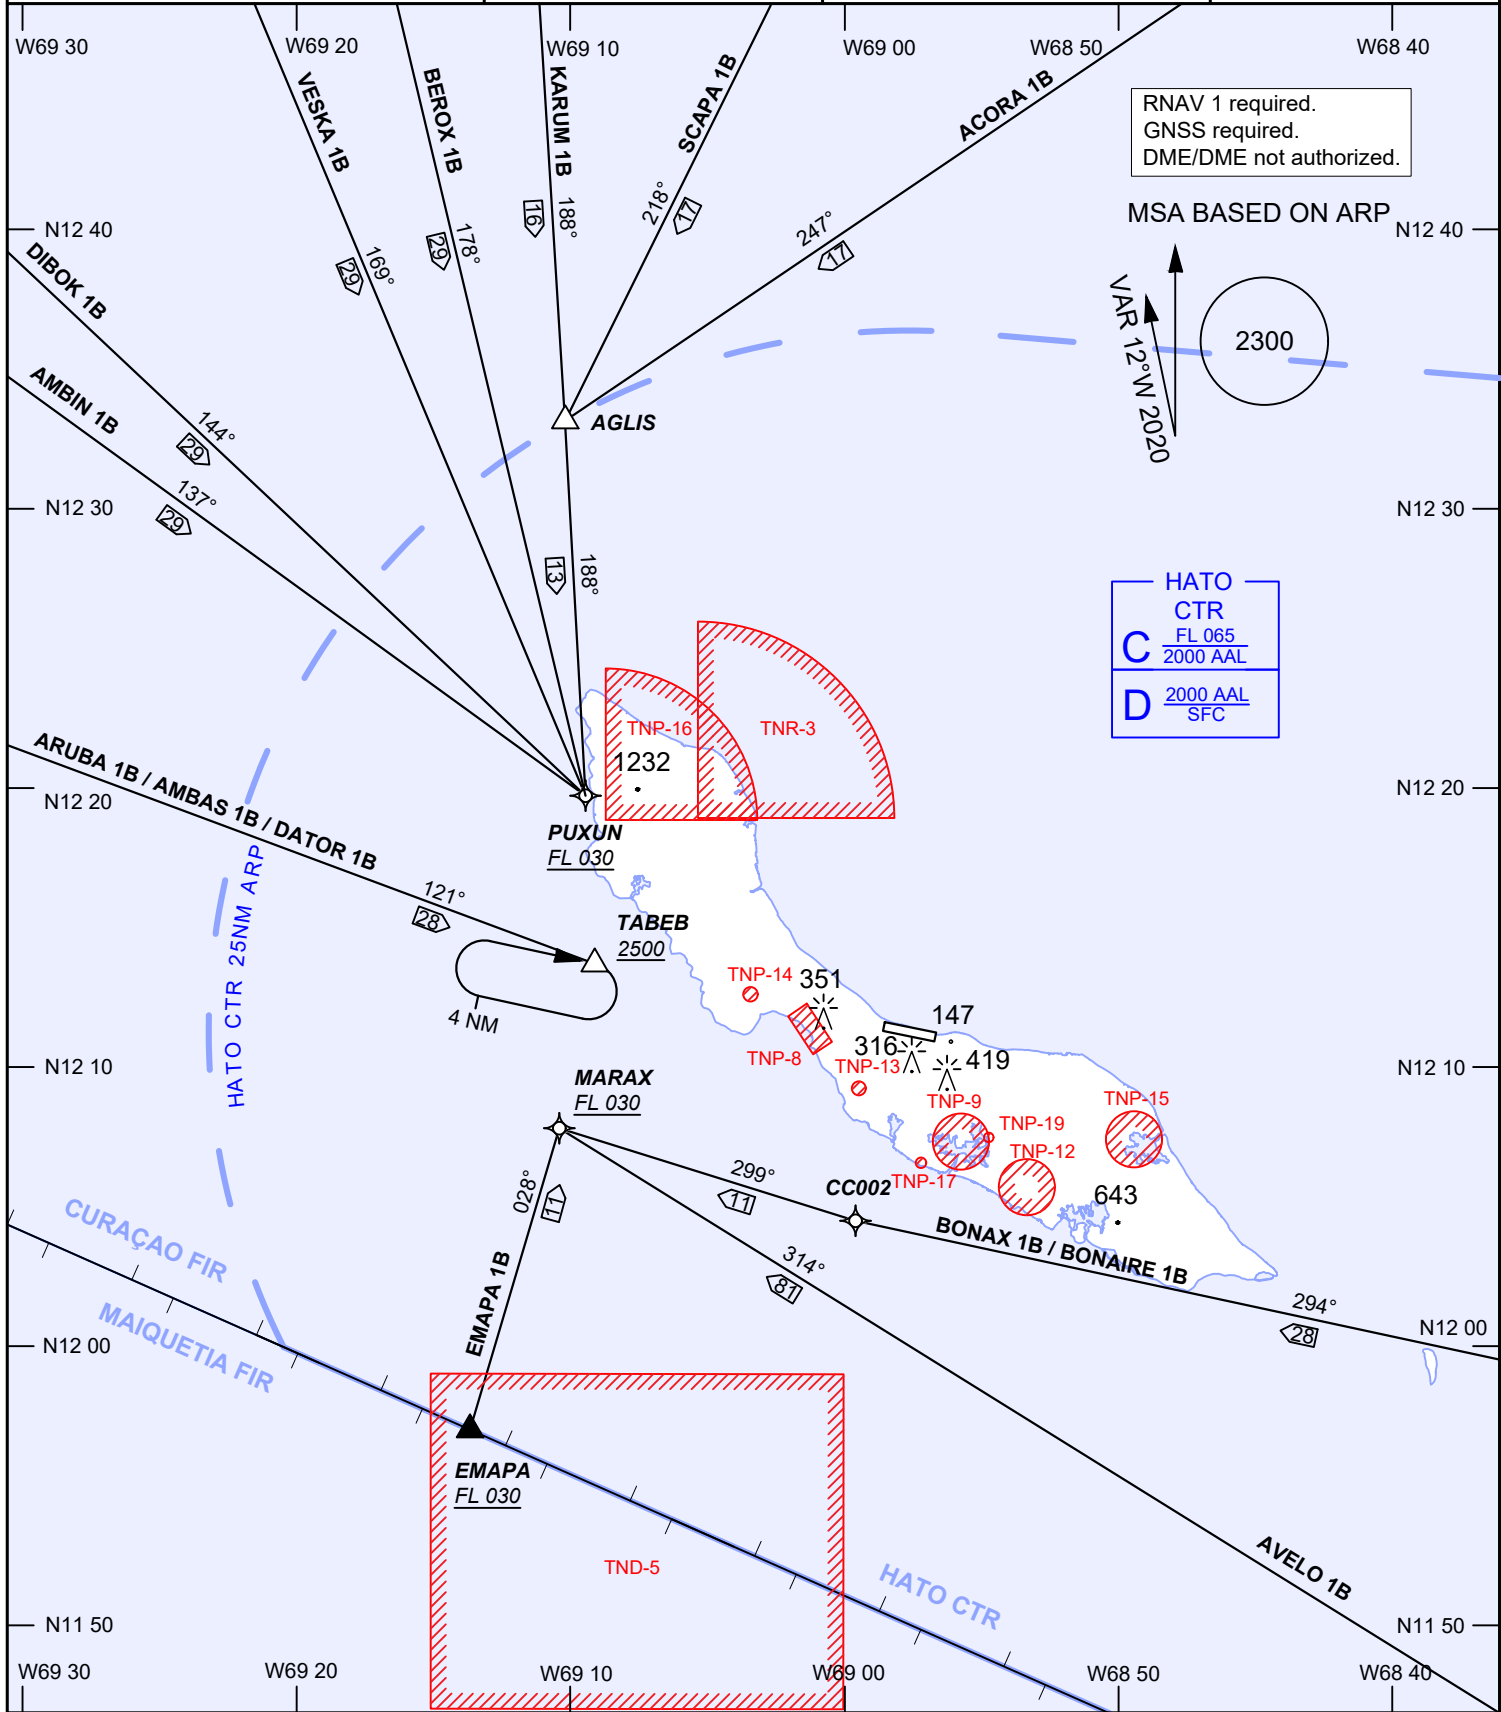 W69 30
W69 20
W69 10
W69 00
W68 50
W68 40
VESKA 1B
BEROX 1B
KARUM 1B
SCAPA 1B
ACORA 1B
RNAV 1 required.
GNSS required.
DME/DME not authorized.
MSA BASED ON ARP
N12 40
N12 40
DIBOK 1B
169°
29
178°
29
188°
16
218°
17
247°
17
VAR 12°W 2020
2300
AMBIN 1B
144°
29
137°
29
AGLIS
N12 30
N12 30
188°
13
HATO
CTR
C
FL 065
2000 AAL
D
2000 AAL
SFC
TNP-16
TNR-3
1232
N12 20
N12 20
ARUBA 1B / AMBAS 1B / DATOR 1B
PUXUN
FL 030
121°
28
TABEB
2500
HATO CTR 25NM ARP
4 NM
TNP-14
351
147
316
419
TNP-8
TNP-13
N12 10
N12 10
MARAX
FL 030
TNP-9
TNP-15
TNP-19
TNP-12
TNP-17
028°
11
299°
11
CC002
643
BONAX 1B / BONAIRE 1B
CURAÇAO FIR
MAIQUETIA FIR
EMAPA 1B
314°
81
294°
28
N12 00
N12 00
EMAPA
FL 030
TND-5
HATO CTR
AVELO 1B
N11 50
N11 50
W69 30
W69 20
W69 10
W69 00
W68 50
W68 40